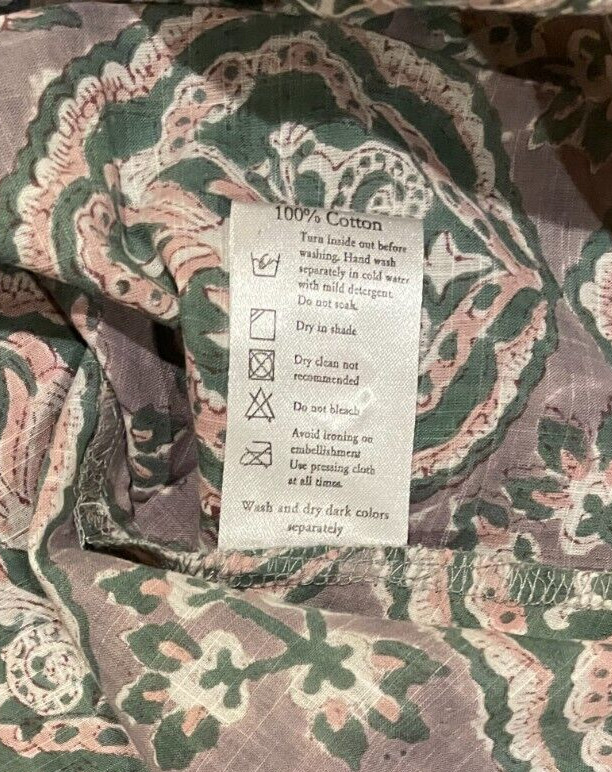 100% Cotton
Turn inside out before
washing. Hand wash
separately in cold water
with mild detergent.
Do not soak.
Dry in shade
Dry clean not
recommended
Do not bleach
Avoid ironing on
embellishment
Use pressing cloth
at all times.
Wash and dry dark colors
separately